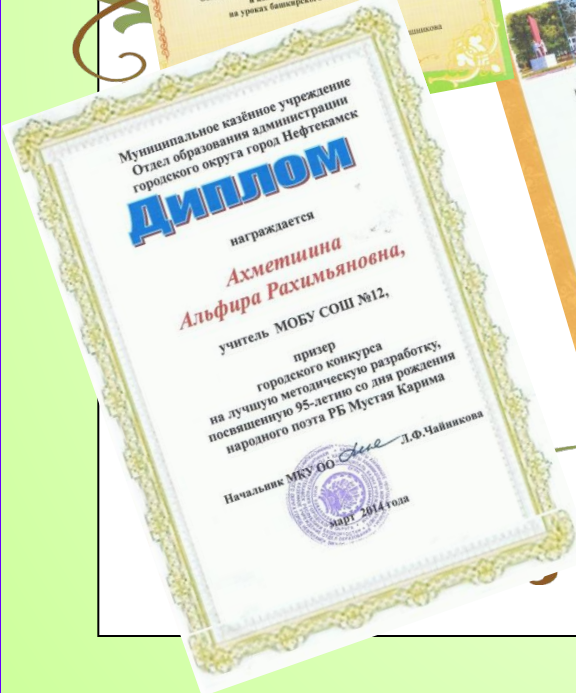 на уроках башкирско
Муниципальное казённое учреждение
Отдел образования администрации
городского округа город Нефтекамск
Диплом
награждается
Ахметшина
Альфира Рахимьяновна,
учитель МОБУ СОШ №12,
призер
городского конкурса
на лучшую методическую разработку,
посвященную 95-летию со дня рождения
народного поэта РБ Мустая Карима
Начальник МКУ ОО Л.Ф.Чайникова
март 2014 года